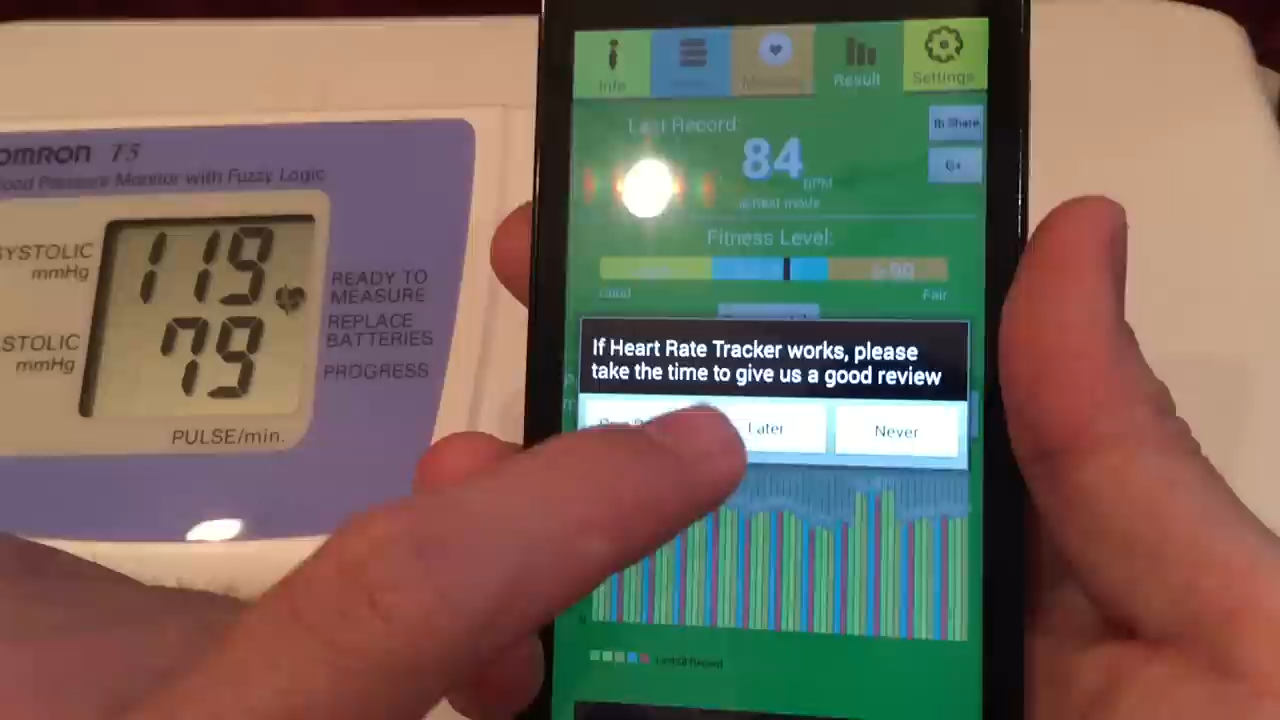 OMRON T5
ood Pressure Monitor with Fuzzy Logic
SYSTOLIC
mmHg
119
READY TO
MEASURE
REPLACE
BATTERIES
STOLIC
mmHg
79
PROGRESS
PULSE/min.
Info
Result
Settings
Last Record:
84
BPM
Share
G+
Fitness Level:
Good
Fair
If Heart Rate Tracker works, please
take the time to give us a good review
Later
Never
Record